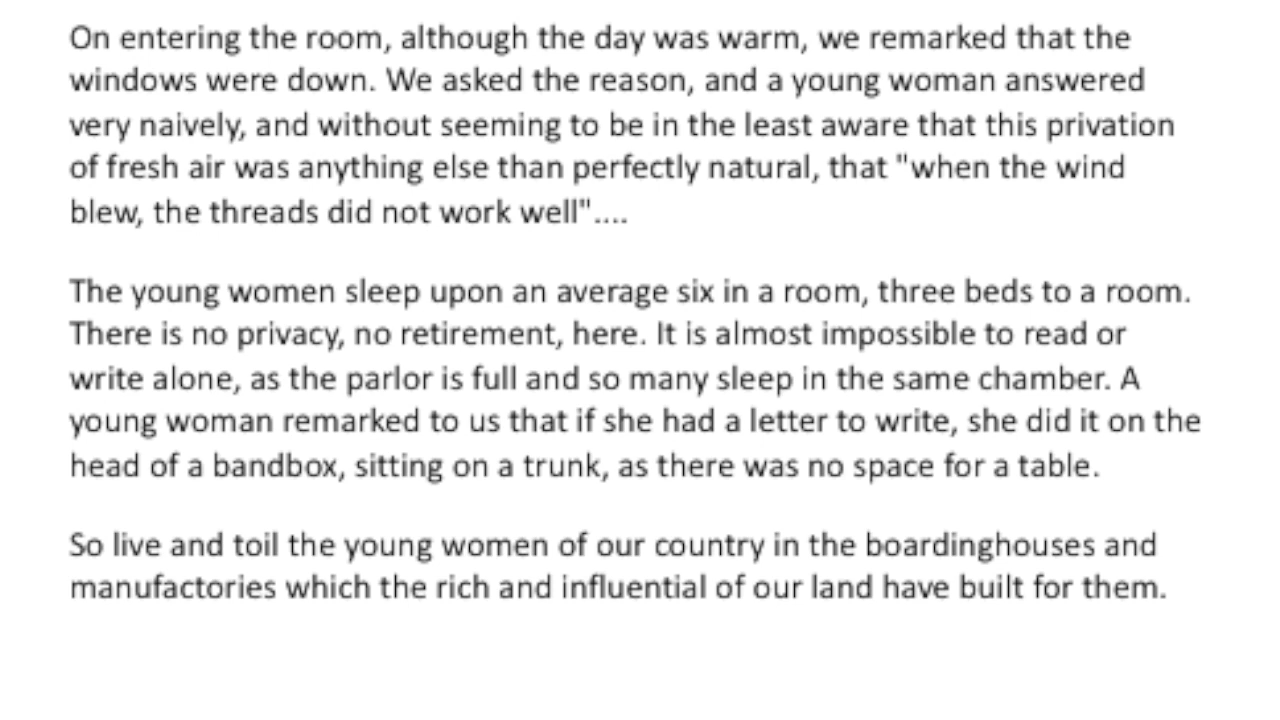 On entering the room, although the day was warm, we remarked that the
windows were down. We asked the reason, and a young woman answered
very naively, and without seeming to be in the least aware that this privation
of fresh air was anything else than perfectly natural, that "when the wind
blew, the threads did not work well"....
The young women sleep upon an average six in a room, three beds to a room.
There is no privacy, no retirement, here. It is almost impossible to read or
write alone, as the parlor is full and so many sleep in the same chamber. A
young woman remarked to us that if she had a letter to write, she did it on the
head of a bandbox, sitting on a trunk, as there was no space for a table.
So live and toil the young women of our country in the boardinghouses and
manufactories which the rich and influential of our land have built for them.